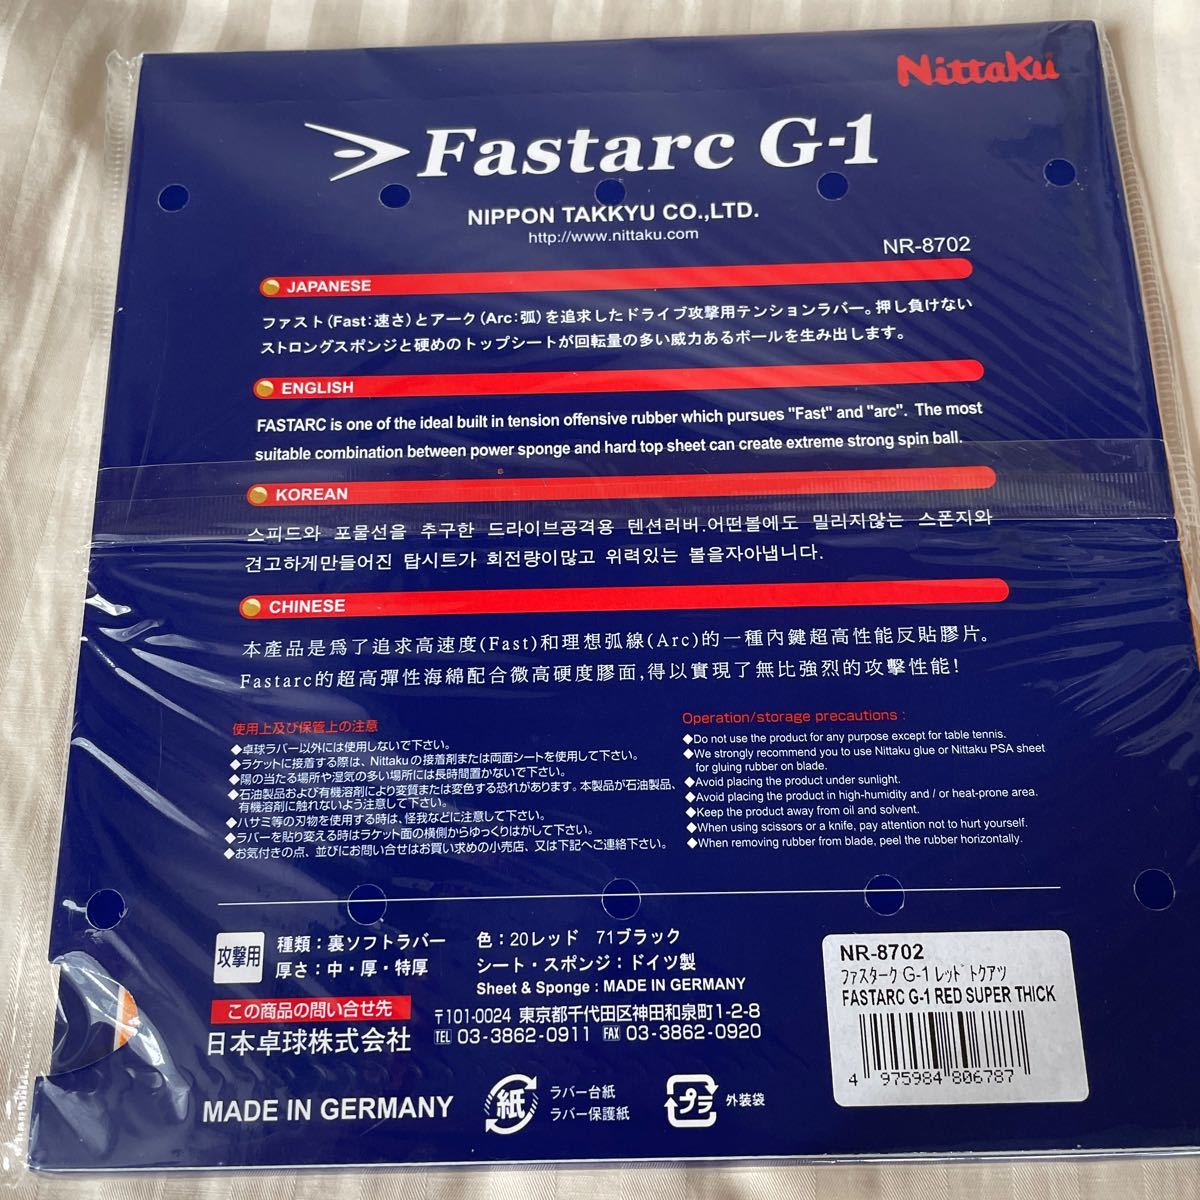 Nittaku
Fastarc G-1
NIPPON TAKKYU CO.,LTD.
http://www.nittaku.com
NR-8702
JAPANESE
ファスト(Fast:速さ)とアーク(Arc:弧)を追求したドライブ攻撃用テンションラバー。押し負けない
ストロングスポンジと硬めのトップシートが回転量の多い威力あるボールを生み出します。
ENGLISH
FASTARC is one of the ideal built in tension offensive rubber which pursues "Fast" and "arc". The most
suitable combination between power sponge and hard top sheet can create extreme strong spin ball.
KOREAN
스피드와 포물선을 추구한 드라이브공격용 텐션러버.어떤볼에도 밀리지않는 스폰지와
견고하게만들어진 탑시트가 회전량이많고 위력있는 볼을자아냅니다.
CHINESE
本產品是爲了追求高速度(Fast)和理想弧線(Arc)的一種內鍵超高性能反貼膠片。
Fastarc的超高彈性海綿配合微高硬度膠面,得以實現了無比強烈的攻擊性能!
使用上及び保管上の注意
◆卓球ラバー以外には使用しないで下さい。
◆ラケットに接着する際は、Nittakuの接着剤または両面シートを使用して下さい。
◆陽の当たる場所や湿気の多い場所には長時間置かないで下さい。
◆石油製品および有機溶剤により変質または変色する恐れがあります。本製品が石油製品、
有機溶剤に触れないよう注意して下さい。
◆ハサミ等の刃物を使用する時は、怪我などに注意して下さい。
◆ラバーを貼り変える時はラケット面の横側からゆっくりはがして下さい。
◆お気付きの点、並びにお問い合せはお買い求めの小売店、又は下記へご連絡下さい。
Operation/storage precautions :
◆Do not use the product for any purpose except for table tennis.
◆We strongly recommend you to use Nittaku glue or Nittaku PSA sheet
for gluing rubber on blade.
◆Avoid placing the product under sunlight.
◆Avoid placing the product in high-humidity and / or heat-prone area.
◆Keep the product away from oil and solvent.
◆When using scissors or a knife, pay attention not to hurt yourself.
◆When removing rubber from blade, peel the rubber horizontally.
攻撃用
種類：裏ソフトラバー
厚さ：中・厚・特厚
色：20レッド 71ブラック
シート・スポンジ：ドイツ製
Sheet & Sponge : MADE IN GERMANY
この商品の問い合せ先
日本卓球株式会社
〒101-0024 東京都千代田区神田和泉町1-2-8
TEL 03-3862-0911 FAX 03-3862-0920
MADE IN GERMANY
紙
ラバー台紙
ラバー保護紙
プラ
外装袋
NR-8702
ファスターク G-1 レッド トクアツ
FASTARC G-1 RED SUPER THICK
4 975984 806787